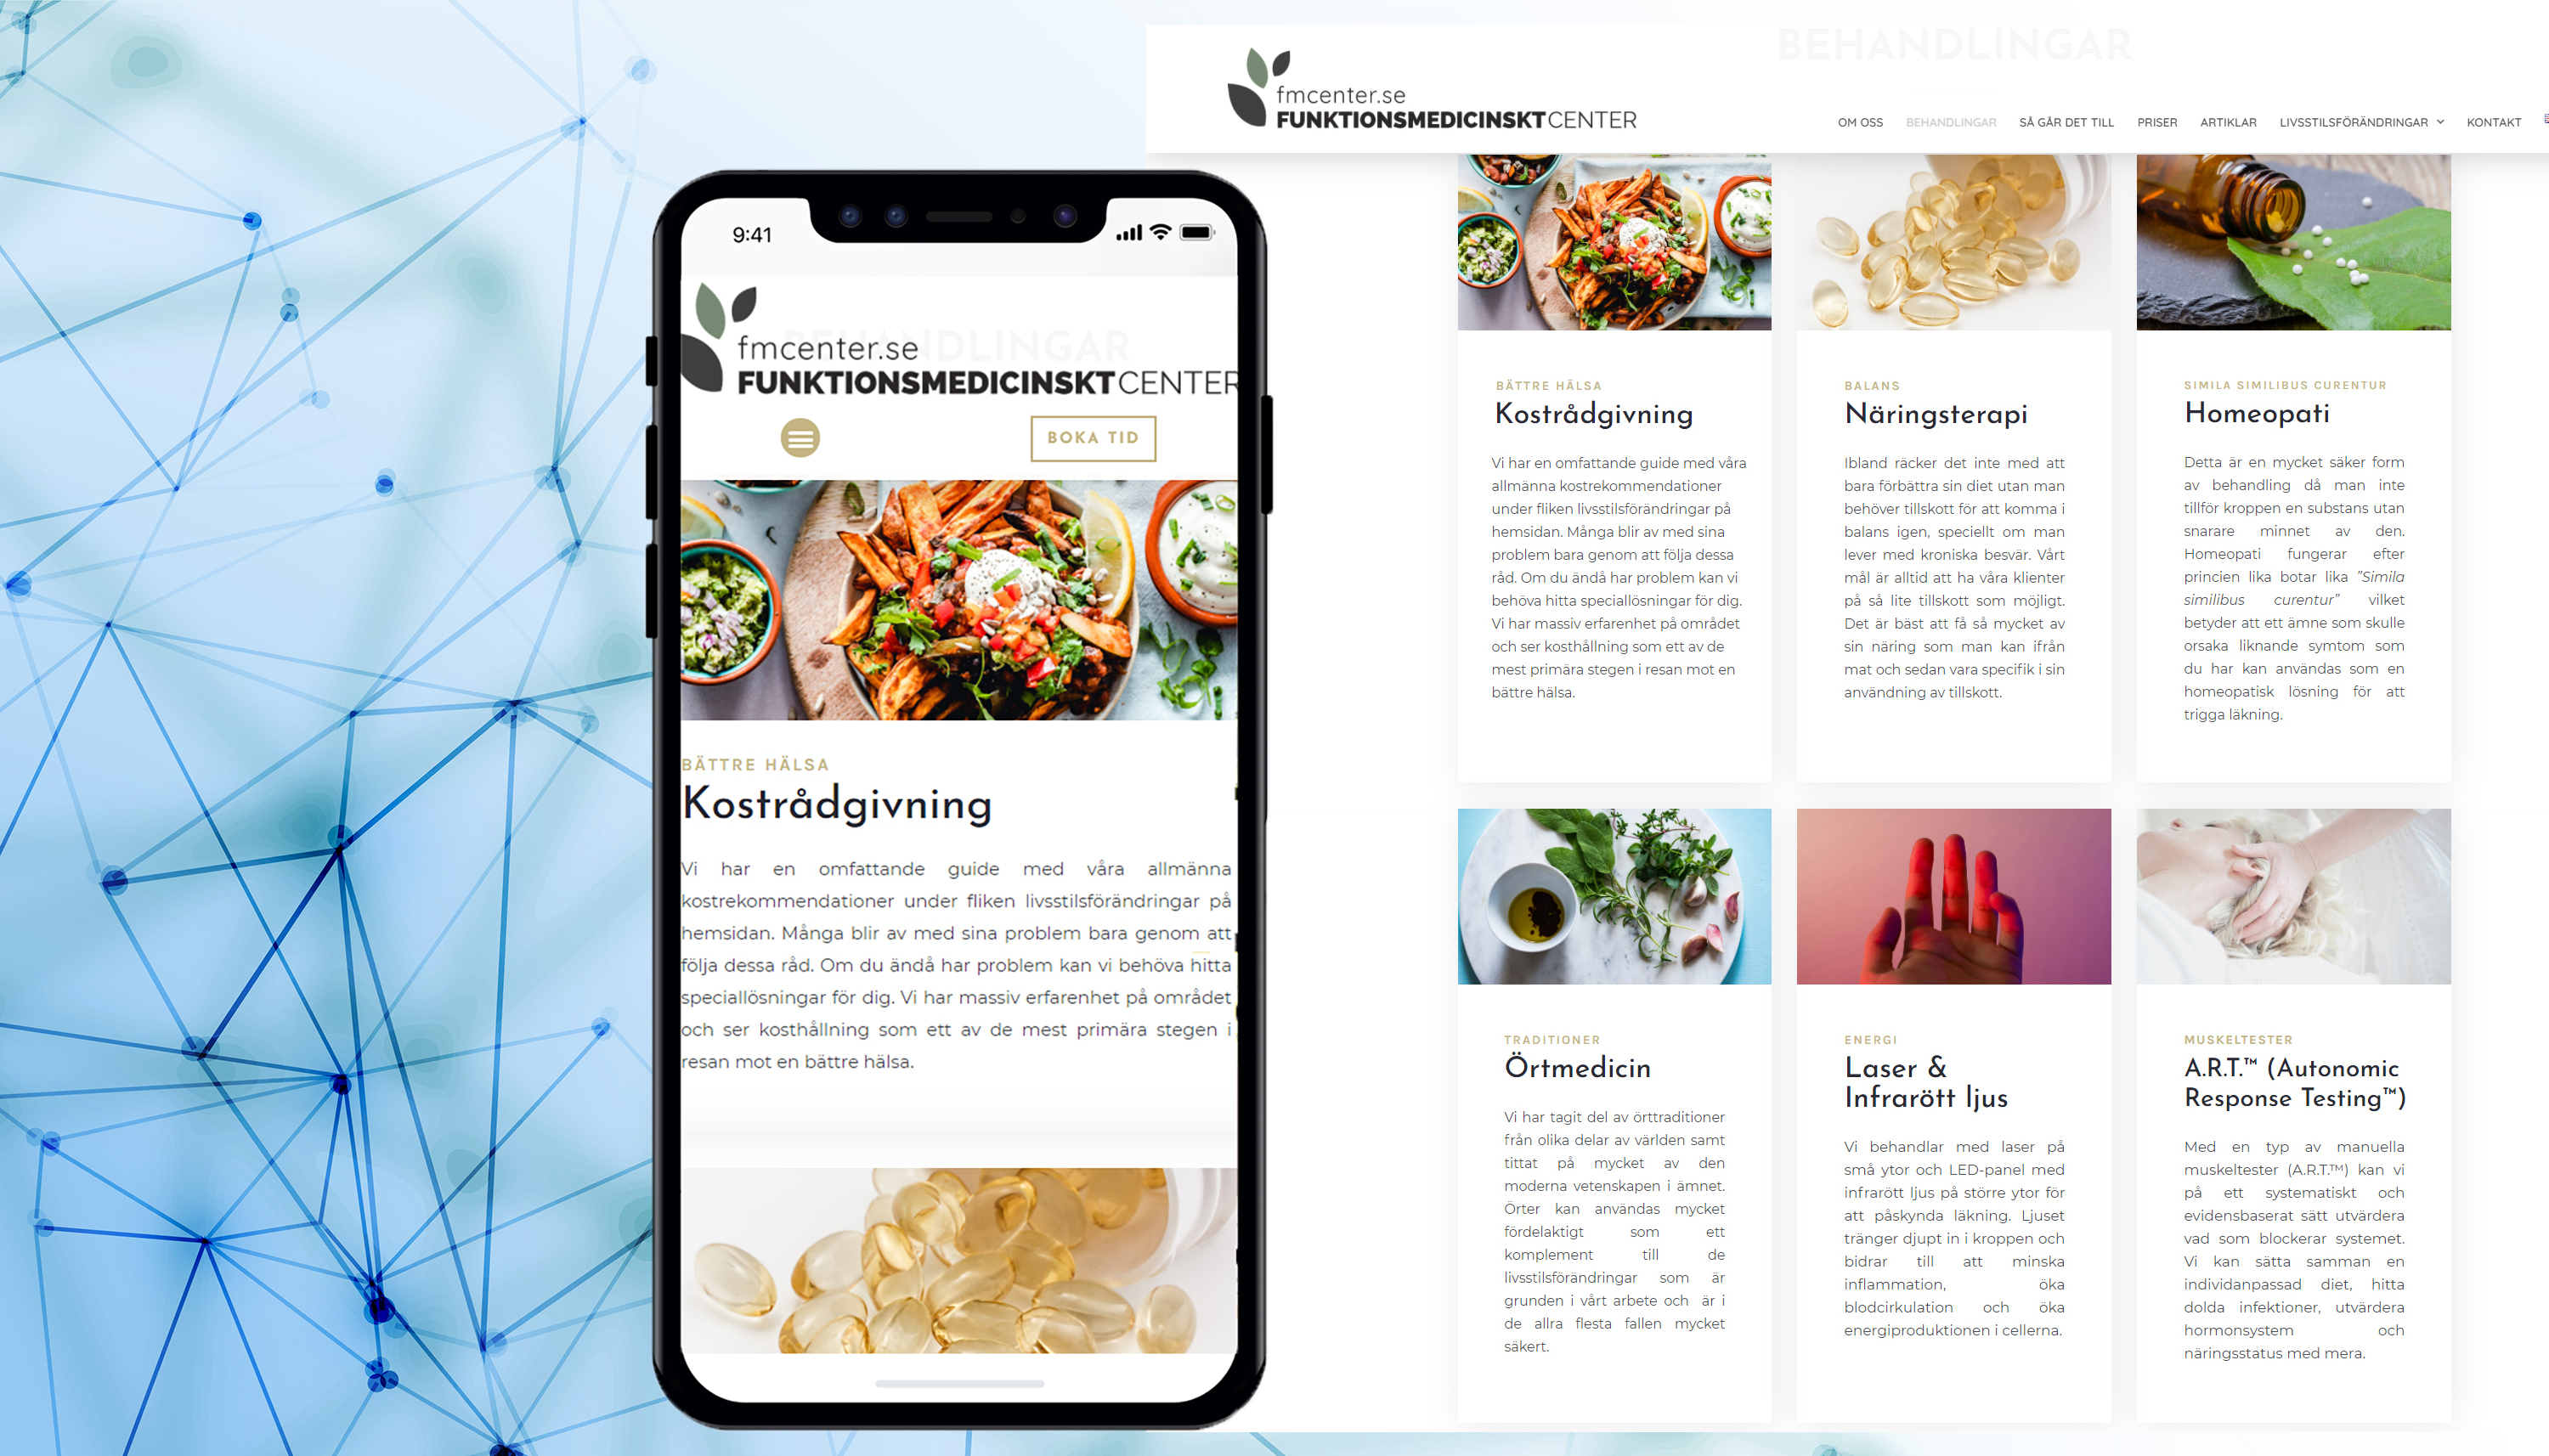 BEHANDLINGAR
fmcenter.se
FUNKTIONSMEDICINSKTCENTER
OM OSS BEHANDLINGAR SÅ GÅR DET TILL PRISER ARTIKLAR LIVSSTILSFÖRÄNDRINGAR KONTAKT
9:41
BEHANDLINGAR
fmcenter.se
FUNKTIONSMEDICINSKTCENTER
BOKA TID
BÄTTRE HÄLSA
Kostrådgivning
Vi har en omfattande guide med våra allmänna
kostrekommendationer under fliken livsstilsförändringar på
hemsidan. Många blir av med sina problem bara genom att
följa dessa råd. Om du ändå har problem kan vi behöva hitta
speciallösningar för dig. Vi har massiv erfarenhet på området
och ser kosthållning som ett av de mest primära stegen i
resan mot en bättre hälsa.
BÄTTRE HÄLSA
Kostrådgivning
Vi har en omfattande guide med våra
allmänna kostrekommendationer
under fliken livsstilsförändringar på
hemsidan. Många blir av med sina
problem bara genom att följa dessa
råd. Om du ändå har problem kan vi
behöva hitta speciallösningar för dig.
Vi har massiv erfarenhet på området
och ser kosthållning som ett av de
mest primära stegen i resan mot en
bättre hälsa.
BALANS
Näringsterapi
Ibland räcker det inte med att
bara förbättra sin diet utan man
behöver tillskott för att komma i
balans igen, speciellt om man
lever med kroniska besvär. Vårt
mål är alltid att ha våra klienter
på så lite tillskott som möjligt.
Det är bäst att få så mycket av
sin näring som man kan ifrån
mat och sedan vara specifik i sin
användning av tillskott.
SIMILA SIMILIBUS CURENTUR
Homeopati
Detta är en mycket säker form
av behandling då man inte
tillför kroppen en substans utan
snarare minnet av den.
Homeopati fungerar efter
princien lika botar lika ”Simila
similibus curentur” vilket
betyder att ett ämne som skulle
orsaka liknande symtom som
du har kan användas som en
homeopatisk lösning för att
trigga läkning.
TRADITIONER
Örtmedicin
Vi har tagit del av örttraditioner
från olika delar av världen samt
tittat på mycket av den
moderna vetenskapen i ämnet.
Örter kan användas mycket
fördelaktigt som ett
komplement till de
livsstilsförändringar som är
grunden i vårt arbete och är i
de allra flesta fallen mycket
säkert.
ENERGI
Laser &
Infrarött ljus
Vi behandlar med laser på
små ytor och LED-panel med
infrarött ljus på större ytor för
att påskynda läkning. Ljuset
tränger djupt in i kroppen och
bidrar till att minska
inflammation, öka
blodcirkulation och öka
energiproduktionen i cellerna.
MUSKELTESTER
A.R.T.™ (Autonomic
Response Testing™)
Med en typ av manuella
muskeltester (A.R.T.™) kan vi
på ett systematiskt och
evidensbaserat sätt utvärdera
vad som blockerar systemet.
Vi kan sätta samman en
individanpassad diet, hitta
dolda infektioner, utvärdera
hormonsystem och
näringsstatus med mera.